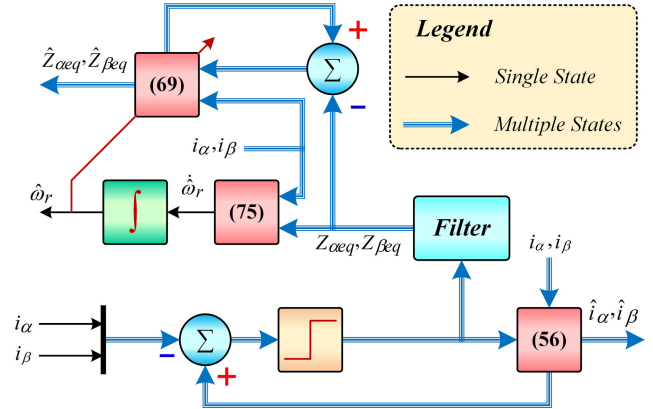 Ẑαeq,Ẑβeq
(69)
+
Σ
−
Legend
Single State
Multiple States
iα,iβ
ω̂r
∫
ω̂̇r
(75)
Zαeq,Zβeq
Filter
iα,iβ
iα
iβ
−
Σ
+
(56)
îα,îβ